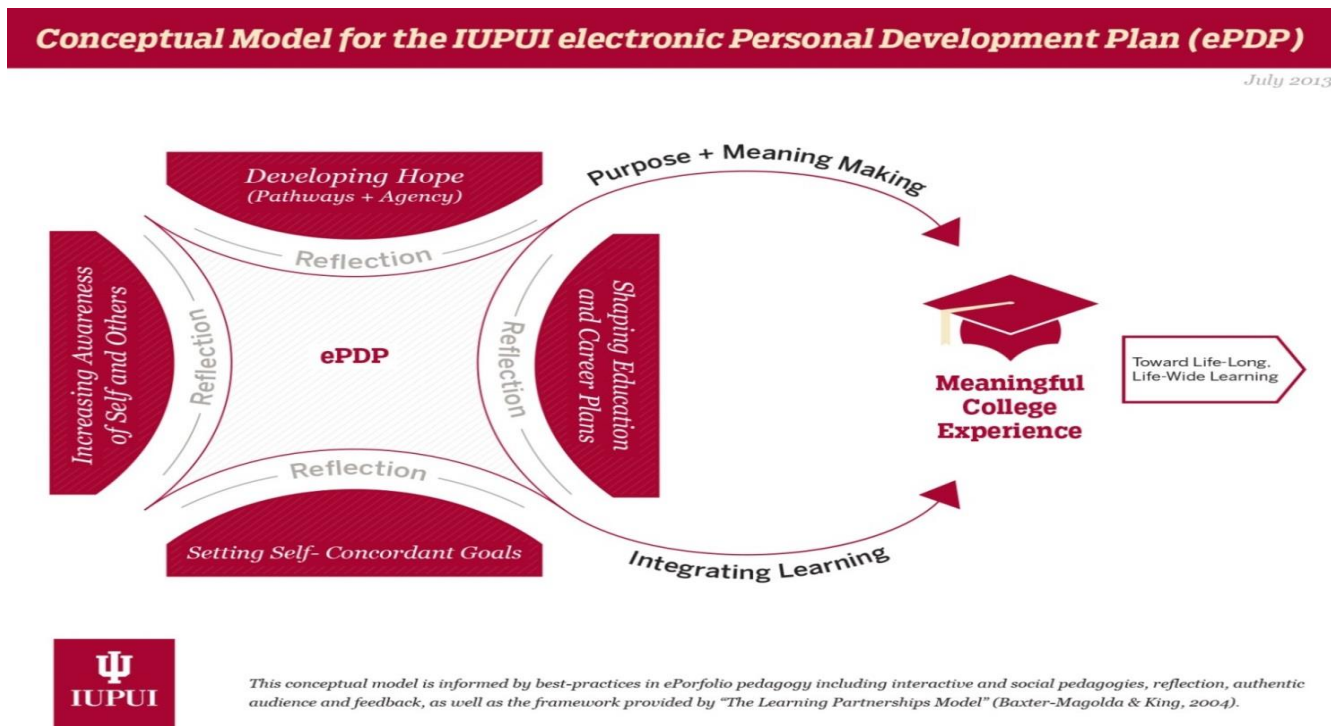 Conceptual Model for the IUPUI electronic Personal Development Plan (ePDP)
July 2013
Developing Hope
(Pathways + Agency)
Reflection
Increasing Awareness
of Self and Others
Reflection
ePDP
Reflection
Shaping Education
and Career Plans
Reflection
Setting Self- Concordant Goals
Purpose + Meaning Making
Integrating Learning
Meaningful
College
Experience
Toward Life-Long,
Life-Wide Learning
IUPUI
This conceptual model is informed by best-practices in ePorfolio pedagogy including interactive and social pedagogies, reflection, authentic
audience and feedback, as well as the framework provided by "The Learning Partnerships Model" (Baxter-Magolda & King, 2004).